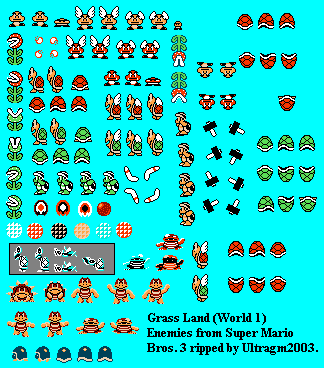 Grass Land (World 1)
Enemies from Super Mario
Bros. 3 ripped by Ultragm2003.